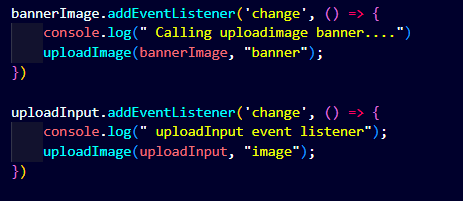 bannerImage.addEventListener('change', () => {
    console.log(" Calling uploadimage banner....")
    uploadImage(bannerImage, "banner");
})
uploadInput.addEventListener('change', () => {
    console.log(" uploadInput event listener");
    uploadImage(uploadInput, "image");
})